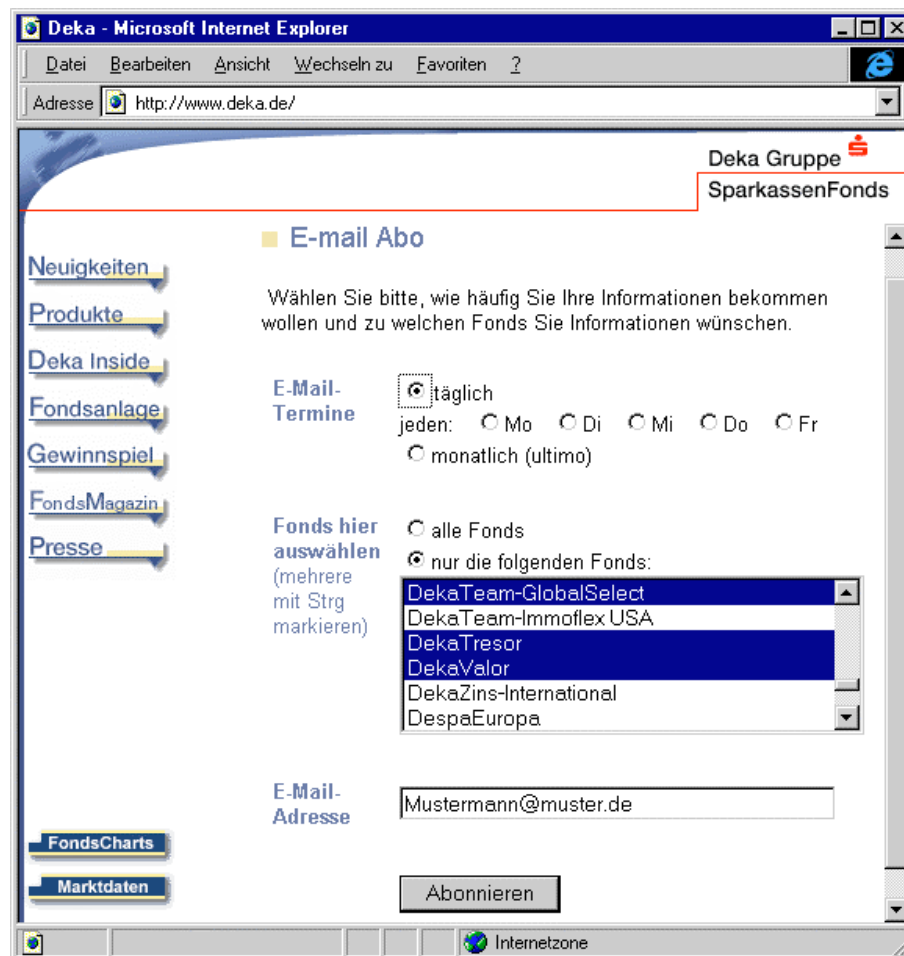 Deka - Microsoft Internet Explorer
Datei Bearbeiten Ansicht Wechseln zu Favoriten ?
Adresse http://www.deka.de/
Deka Gruppe
SparkassenFonds
Neuigkeiten
Produkte
Deka Inside
Fondsanlage
Gewinnspiel
FondsMagazin
Presse
FondsCharts
Marktdaten
E-mail Abo
Wählen Sie bitte, wie häufig Sie Ihre Informationen bekommen
wollen und zu welchen Fonds Sie Informationen wünschen.
E-Mail-
Termine
täglich
jeden: Mo Di Mi Do Fr
monatlich (ultimo)
Fonds hier
auswählen
(mehrere
mit Strg
markieren)
alle Fonds
nur die folgenden Fonds:
DekaTeam-GlobalSelect
DekaTeam-Immoflex USA
DekaTresor
DekaValor
DekaZins-International
DespaEuropa
E-Mail-
Adresse
Mustermann@muster.de
Abonnieren
Internetzone